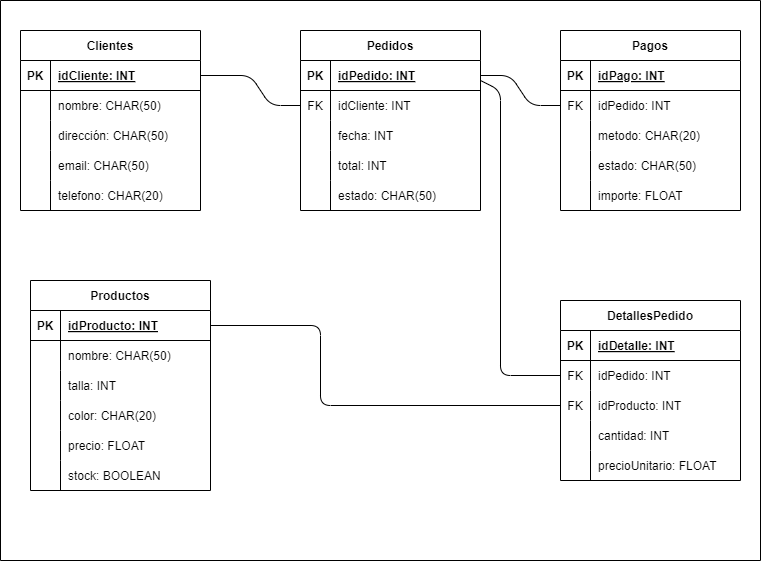 Clientes
PK idCliente: INT
nombre: CHAR(50)
dirección: CHAR(50)
email: CHAR(50)
telefono: CHAR(20)
Pedidos
PK idPedido: INT
FK idCliente: INT
fecha: INT
total: INT
estado: CHAR(50)
Pagos
PK idPago: INT
FK idPedido: INT
metodo: CHAR(20)
estado: CHAR(50)
importe: FLOAT
Productos
PK idProducto: INT
nombre: CHAR(50)
talla: INT
color: CHAR(20)
precio: FLOAT
stock: BOOLEAN
DetallesPedido
PK idDetalle: INT
FK idPedido: INT
FK idProducto: INT
cantidad: INT
precioUnitario: FLOAT